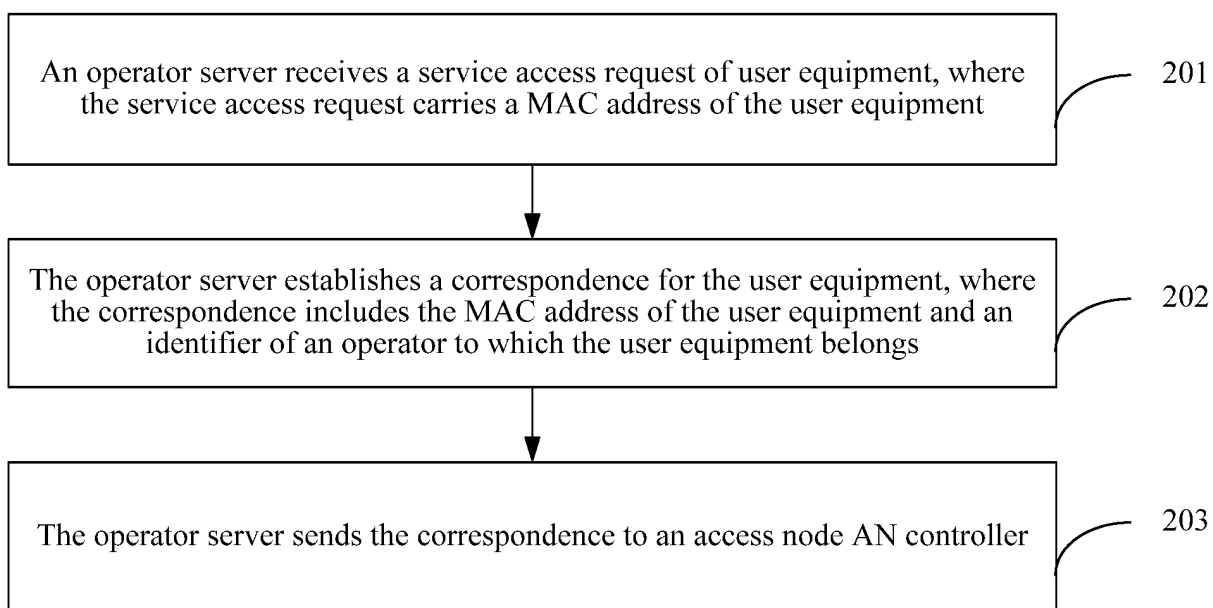 An operator server receives a service access request of user equipment, where
the service access request carries a MAC address of the user equipment
201
The operator server establishes a correspondence for the user equipment, where
the correspondence includes the MAC address of the user equipment and an
identifier of an operator to which the user equipment belongs
202
The operator server sends the correspondence to an access node AN controller
203